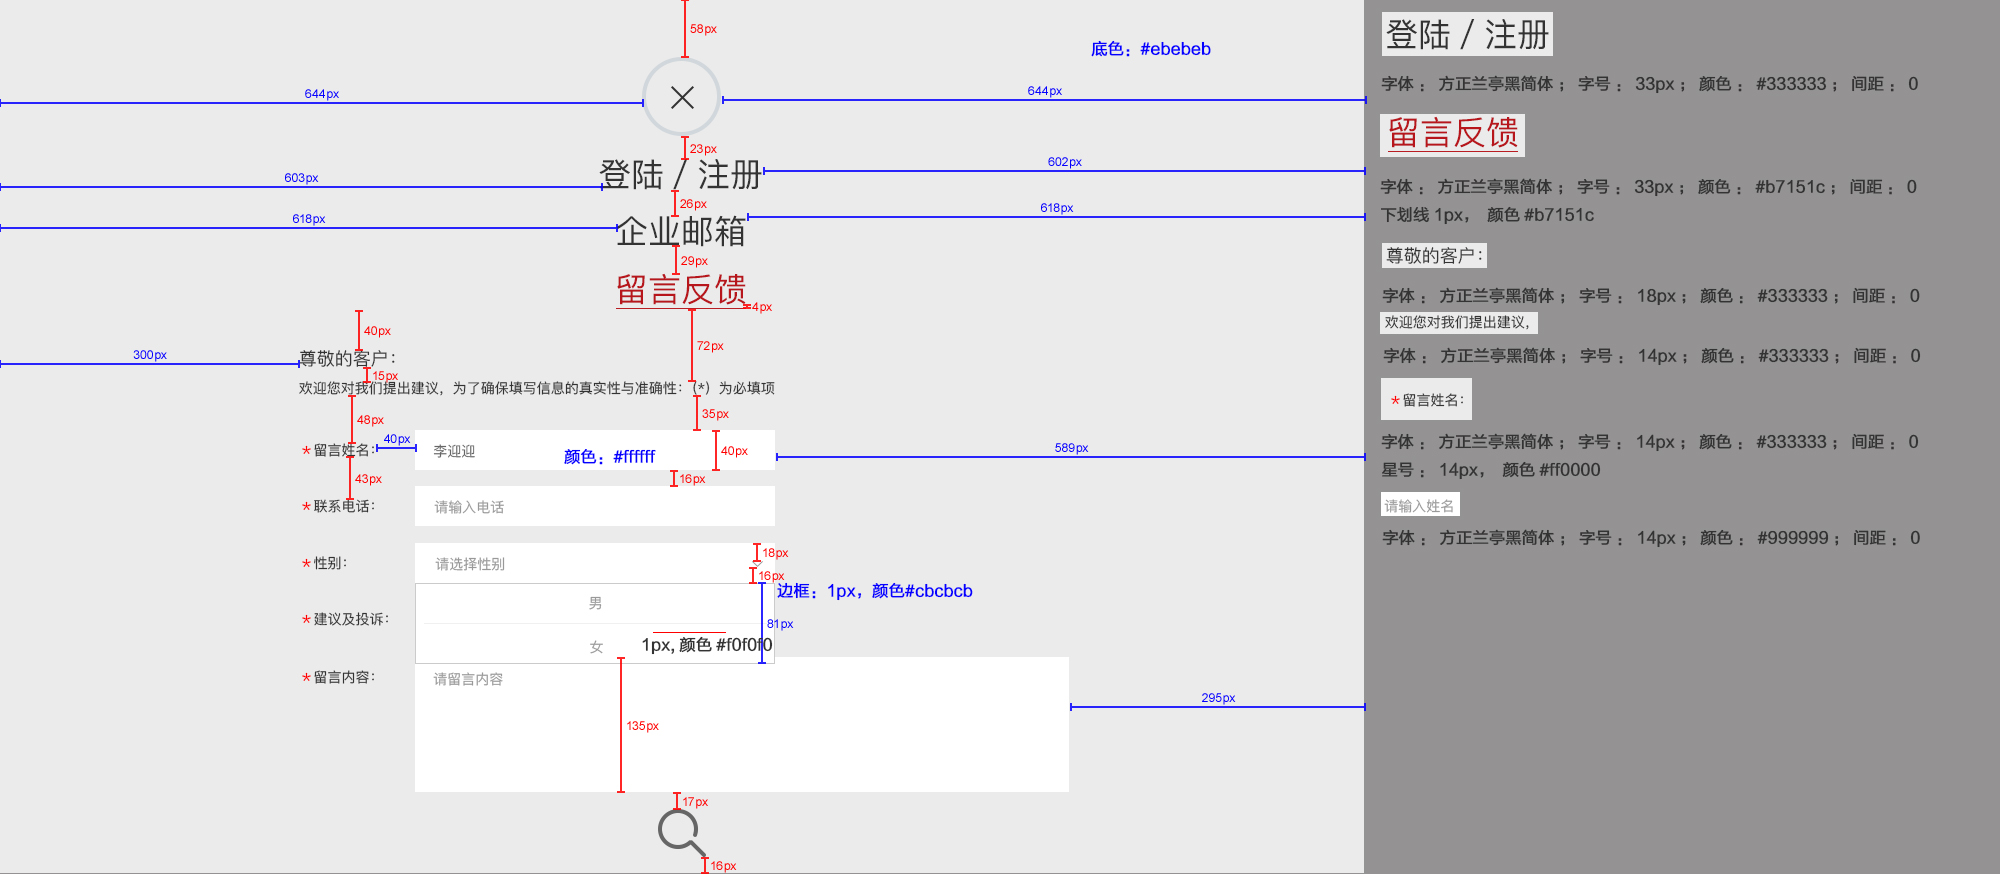 58px
底色：#ebebeb
644px
644px
23px
登陆 / 注册
603px
602px
26px
企业邮箱
618px
618px
29px
留言反馈
4px
40px
72px
300px
尊敬的客户：
15px
欢迎您对我们提出建议，为了确保填写信息的真实性与准确性：(*) 为必填项
48px
35px
*留言姓名：
40px
李迎迎
颜色：#ffffff
40px
589px
43px
16px
*联系电话：
请输入电话
18px
*性别：
请选择性别
16px
边框：1px，颜色#cbcbcb
男
81px
*建议及投诉：
女
1px, 颜色 #f0f0f0
*留言内容：
请留言内容
295px
135px
17px
16px
登陆 / 注册
字体： 方正兰亭黑简体； 字号： 33px； 颜色： #333333； 间距： 0
留言反馈
字体： 方正兰亭黑简体； 字号： 33px； 颜色： #b7151c； 间距： 0
下划线 1px， 颜色 #b7151c
尊敬的客户：
字体： 方正兰亭黑简体； 字号： 18px； 颜色： #333333； 间距： 0
欢迎您对我们提出建议，
字体： 方正兰亭黑简体； 字号： 14px； 颜色： #333333； 间距： 0
*留言姓名：
字体： 方正兰亭黑简体； 字号： 14px； 颜色： #333333； 间距： 0
星号： 14px， 颜色 #ff0000
请输入姓名
字体： 方正兰亭黑简体； 字号： 14px； 颜色： #999999； 间距： 0